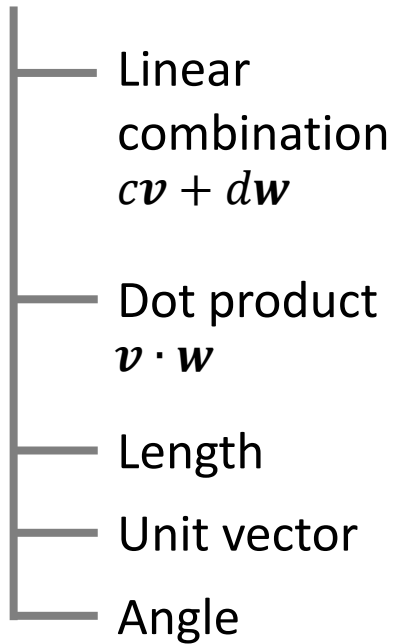 Linear
combination
c𝒗 + d𝒘
Dot product
𝒗 · 𝒘
Length
Unit vector
Angle